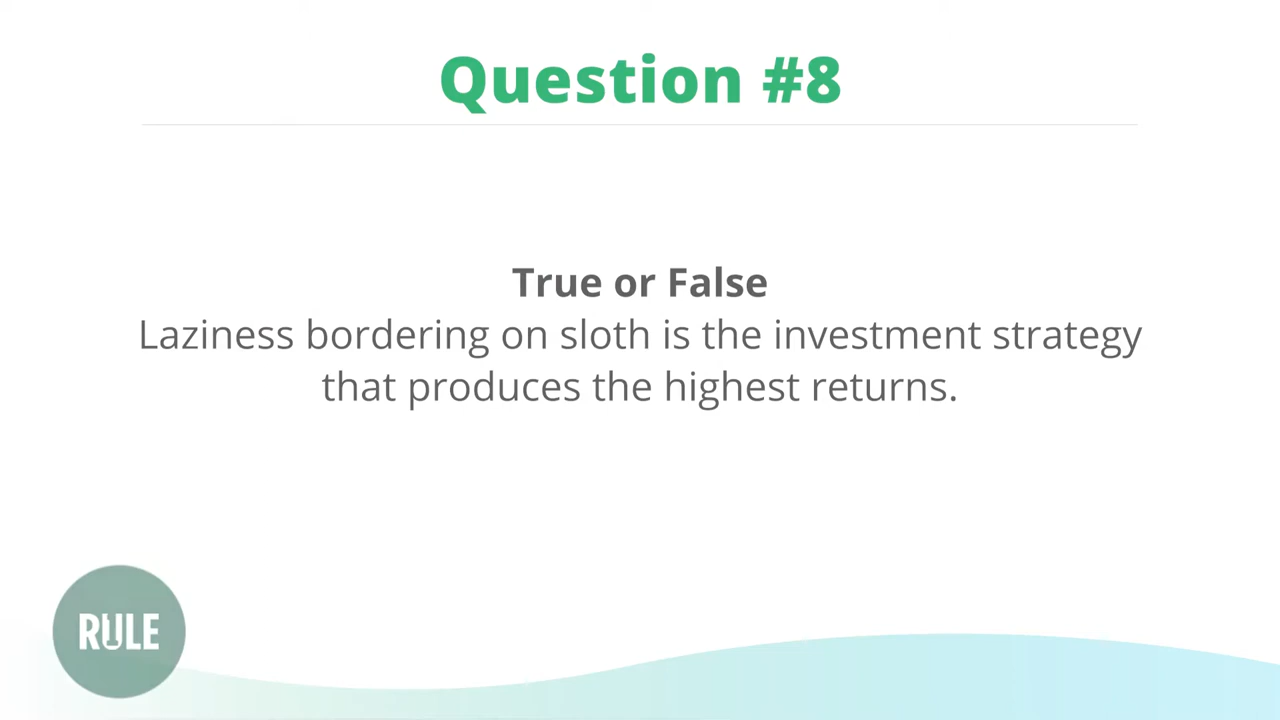 Question #8
True or False
Laziness bordering on sloth is the investment strategy
that produces the highest returns.
RULE